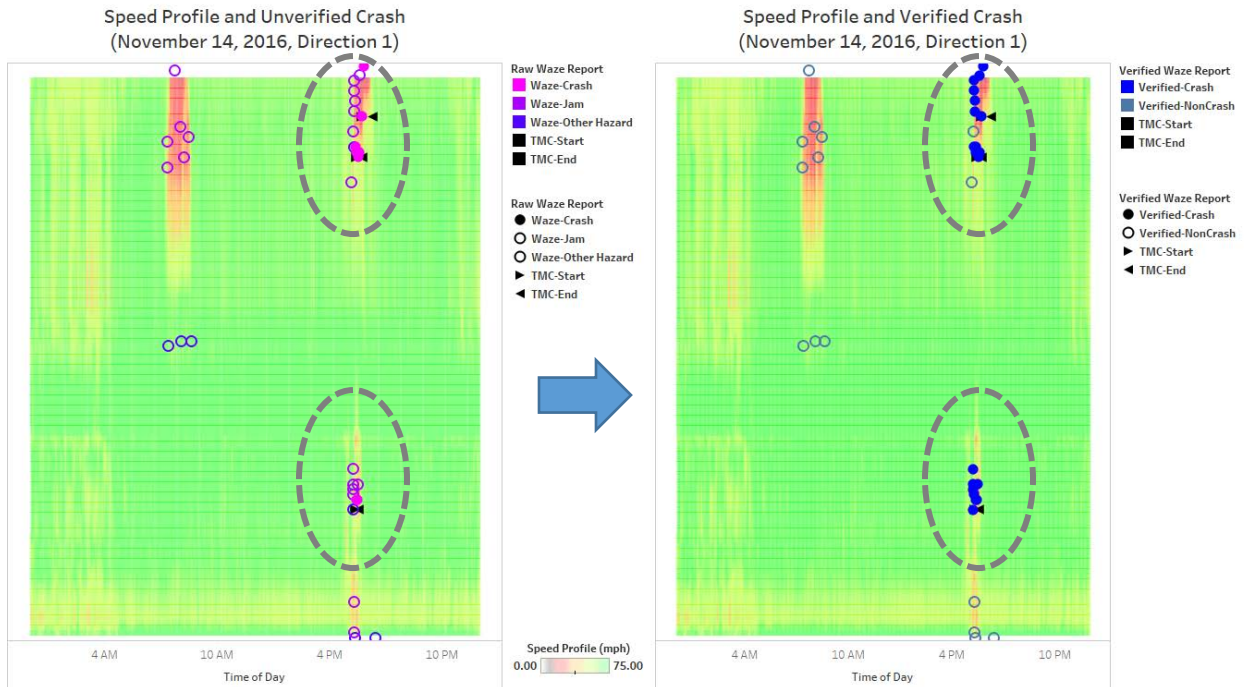 Speed Profile and Unverified Crash
(November 14, 2016, Direction 1)
Raw Waze Report
Waze-Crash
Waze-Jam
Waze-Other Hazard
TMC-Start
TMC-End
Raw Waze Report
Waze-Crash
Waze-Jam
Waze-Other Hazard
TMC-Start
TMC-End
Speed Profile (mph)
0.00 75.00
4 AM 10 AM 4 PM 10 PM
Time of Day
Speed Profile and Verified Crash
(November 14, 2016, Direction 1)
Verified Waze Report
Verified-Crash
Verified-NonCrash
TMC-Start
TMC-End
Verified Waze Report
Verified-Crash
Verified-NonCrash
TMC-Start
TMC-End
4 AM 10 AM 4 PM 10 PM
Time of Day